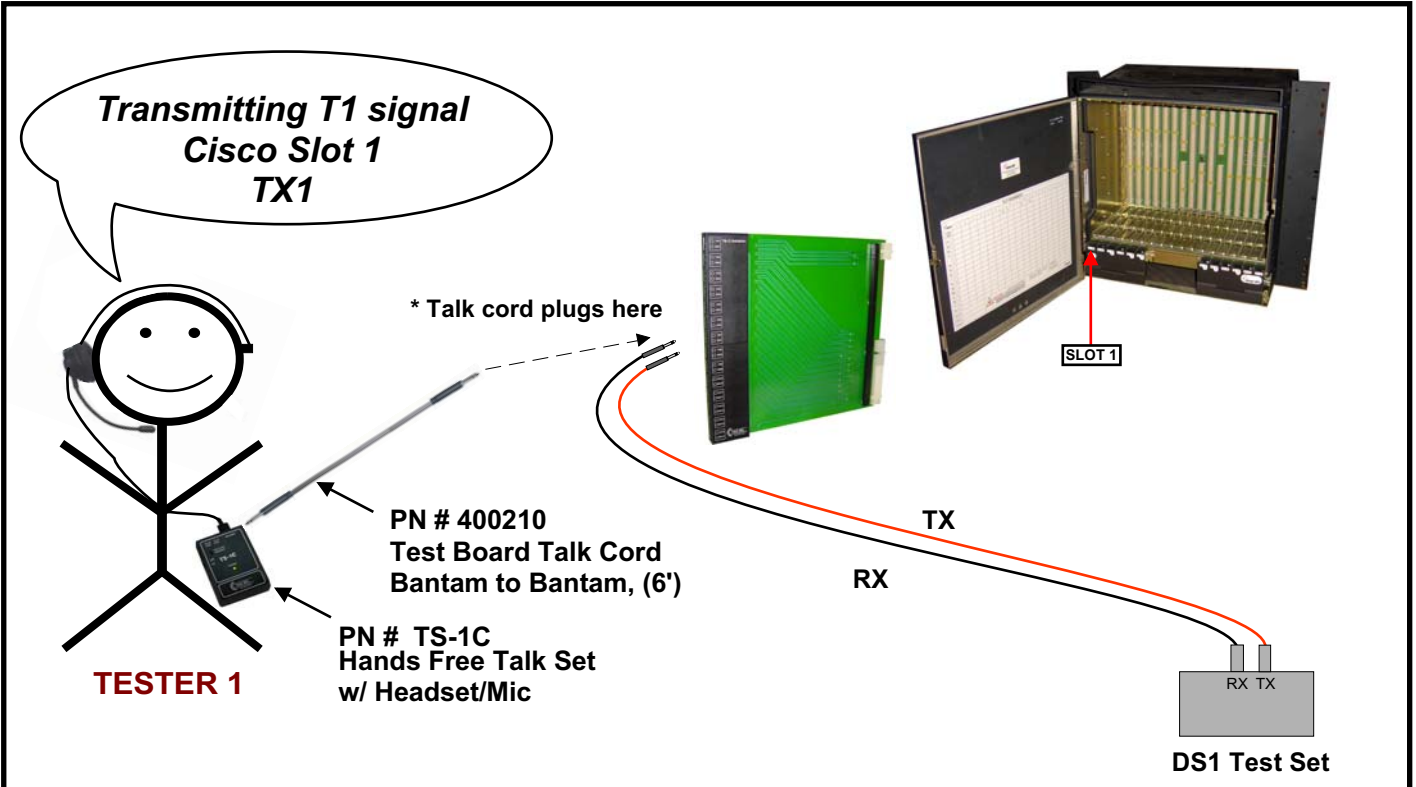 Transmitting T1 signal
Cisco Slot 1
TX1
* Talk cord plugs here
SLOT 1
PN # 400210
Test Board Talk Cord
Bantam to Bantam, (6')
TS-1C
PN # TS-1C
Hands Free Talk Set
w/ Headset/Mic
TESTER 1
TX
RX
RX TX
DS1 Test Set